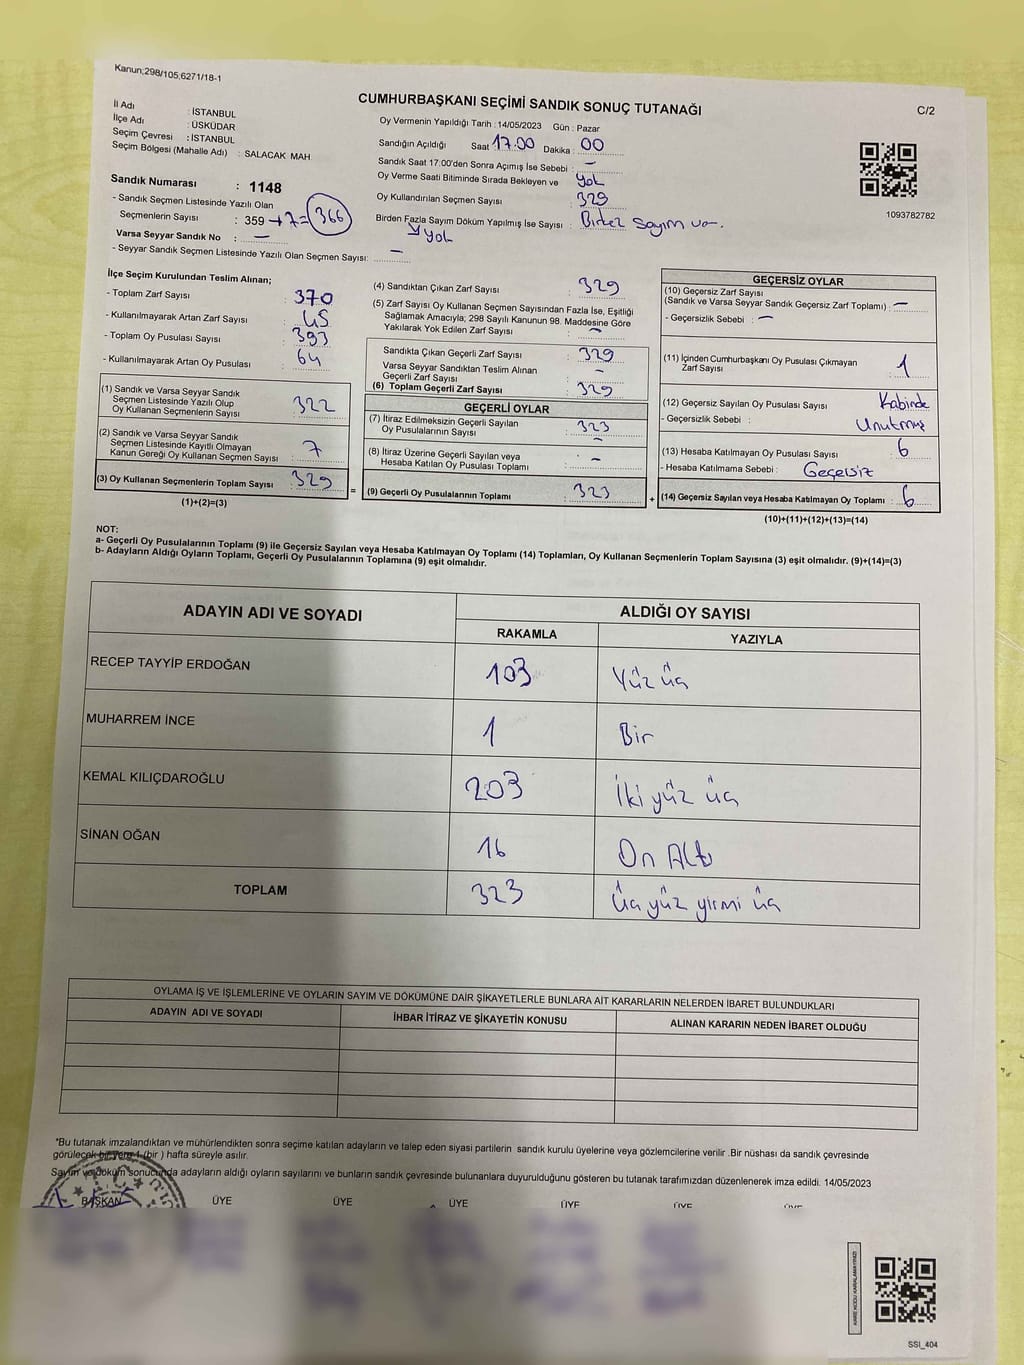 Kanun;298/105,6271/18-1
CUMHURBAŞKANI SEÇİMİ SANDIK SONUÇ TUTANAĞI
C/2
İl Adı : İSTANBUL
İlçe Adı : ÜSKÜDAR
Seçim Çevresi : İSTANBUL
Seçim Bölgesi (Mahalle Adı) : SALACAK MAH
Sandık Numarası : 1148
- Sandık Seçmen Listesinde Yazılı Olan
Seçmenlerin Sayısı : 359 +7= 366
Varsa Seyyar Sandık No : —
- Seyyar Sandık Seçmen Listesinde Yazılı Olan Seçmen Sayısı: —
Oy Vermenin Yapıldığı Tarih : 14/05/2023 Gün : Pazar
Sandığın Açıldığı Saat 17.00 Dakika : 00
Sandık Saat 17:00'den Sonra Açımış İse Sebebi : —
Oy Verme Saati Bitiminde Sırada Bekleyen ve Yok
Oy Kullandırılan Seçmen Sayısı : 329
Birden Fazla Sayım Döküm Yapılmış İse Sayısı : Birkez Sayım va.
Yok
1093782782
İlçe Seçim Kurulundan Teslim Alınan;
- Toplam Zarf Sayısı : 370
- Kullanılmayarak Artan Zarf Sayısı : 45
- Toplam Oy Pusulası Sayısı : 393
- Kullanılmayarak Artan Oy Pusulası : 64
(1) Sandık ve Varsa Seyyar Sandık
Seçmen Listesinde Yazılı Olup
Oy Kullanan Seçmenlerin Sayısı : 322
(2) Sandık ve Varsa Seyyar Sandık
Seçmen Listesinde Kayıtlı Olmayan
Kanun Gereği Oy Kullanan Seçmen Sayısı : 7
(3) Oy Kullanan Seçmenlerin Toplam Sayısı : 329
(1)+(2)=(3)
=
(4) Sandıktan Çıkan Zarf Sayısı : 329
(5) Zarf Sayısı Oy Kullanan Seçmen Sayısından Fazla İse, Eşitliği
Sağlamak Amacıyla; 298 Sayılı Kanunun 98. Maddesine Göre
Yakılarak Yok Edilen Zarf Sayısı : —
Sandıkta Çıkan Geçerli Zarf Sayısı : 329
Varsa Seyyar Sandıktan Teslim Alınan
Geçerli Zarf Sayısı : —
(6) Toplam Geçerli Zarf Sayısı : 329
GEÇERLİ OYLAR
(7) İtiraz Edilmeksizin Geçerli Sayılan
Oy Pusulalarının Sayısı : 323
(8) İtiraz Üzerine Geçerli Sayılan veya
Hesaba Katılan Oy Pusulası Toplamı : —
(9) Geçerli Oy Pusulalarının Toplamı : 323
+
GEÇERSİZ OYLAR
(10) Geçersiz Zarf Sayısı
(Sandık ve Varsa Seyyar Sandık Geçersiz Zarf Toplamı) : —
- Geçersizlik Sebebi : —
(11) İçinden Cumhurbaşkanı Oy Pusulası Çıkmayan
Zarf Sayısı : 1
(12) Geçersiz Sayılan Oy Pusulası Sayısı : Kabinde
- Geçersizlik Sebebi : Unutmuş
(13) Hesaba Katılmayan Oy Pusulası Sayısı : 6
- Hesaba Katılmama Sebebi : Geçersiz
(14) Geçersiz Sayılan veya Hesaba Katılmayan Oy Toplamı : 6
(10)+(11)+(12)+(13)=(14)
NOT:
a- Geçerli Oy Pusulalarının Toplamı (9) ile Geçersiz Sayılan veya Hesaba Katılmayan Oy Toplamı (14) Toplamları, Oy Kullanan Seçmenlerin Toplam Sayısına (3) eşit olmalıdır. (9)+(14)=(3)
b- Adayların Aldığı Oyların Toplamı, Geçerli Oy Pusulalarının Toplamına (9) eşit olmalıdır.
ADAYIN ADI VE SOYADI ALDIĞI OY SAYISI
RAKAMLA YAZIYLA
RECEP TAYYİP ERDOĞAN 103 Yüz üç
MUHARREM İNCE 1 Bir
KEMAL KILIÇDAROĞLU 203 İki yüz üç
SİNAN OĞAN 16 On Altı
TOPLAM 323 Üç yüz yirmi üç
OYLAMA İŞ VE İŞLEMLERİNE VE OYLARIN SAYIM VE DÖKÜMÜNE DAİR ŞİKAYETLERLE BUNLARA AİT KARARLARIN NELERDEN İBARET BULUNDUKLARI
ADAYIN ADI VE SOYADI İHBAR İTİRAZ VE ŞİKAYETİN KONUSU ALINAN KARARIN NEDEN İBARET OLDUĞU
*Bu tutanak imzalandıktan ve mühürlendikten sonra seçime katılan adayların ve talep eden siyasi partilerin sandık kurulu üyelerine veya gözlemcilerine verilir .Bir nüshası da sandık çevresinde
görülecek bir yere 1 (bir ) hafta süreyle asılır.
Sayım ve döküm sonucunda adayların aldığı oyların sayılarını ve bunların sandık çevresinde bulunanlara duyurulduğunu gösteren bu tutanak tarafımızdan düzenlenerek imza edildi. 14/05/2023
BAŞKAN ÜYE ÜYE ÜYE ÜYE ÜYE ÜYE
KARE KODU KARALAMAYINIZ!
SSI_404